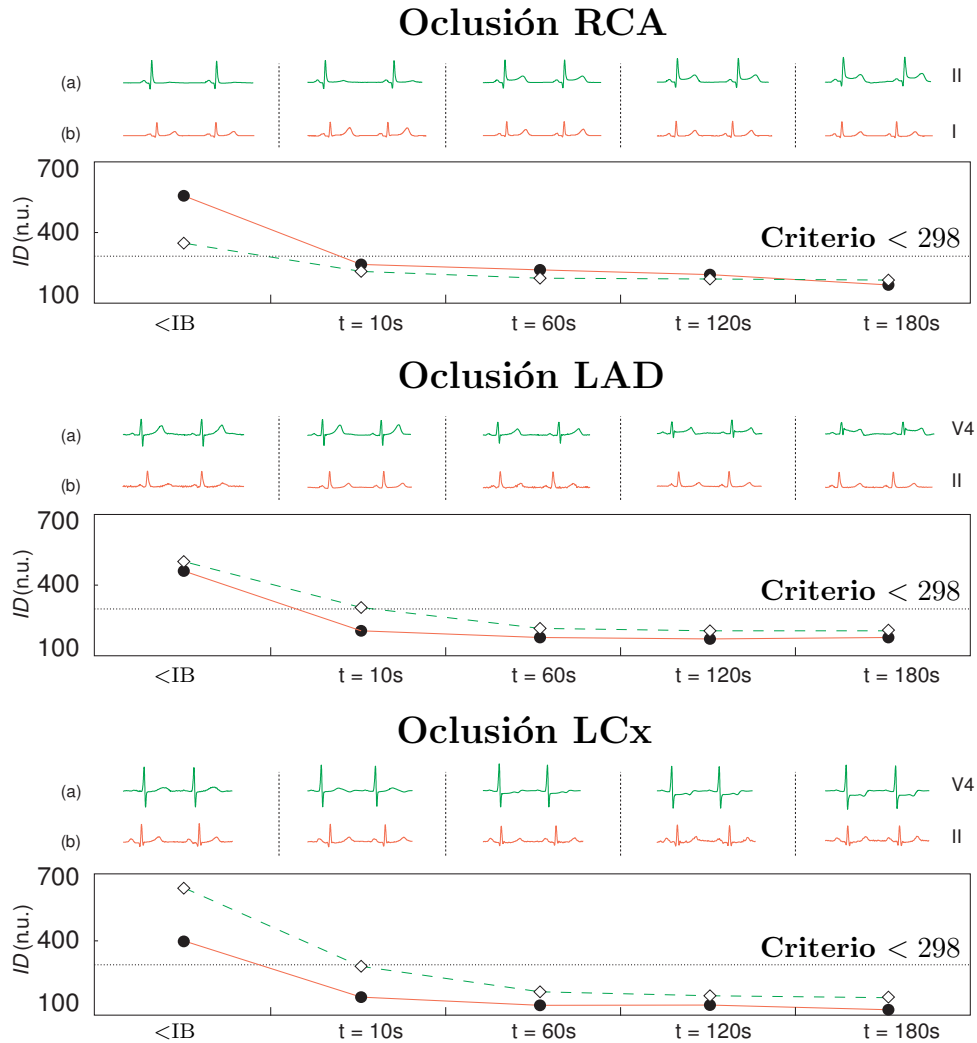 Oclusión RCA
(a) II
(b) I
700
400
100
ID (n.u.)
Criterio < 298
<IB t = 10s t = 60s t = 120s t = 180s
Oclusión LAD
(a) V4
(b) II
700
400
100
ID (n.u.)
Criterio < 298
<IB t = 10s t = 60s t = 120s t = 180s
Oclusión LCx
(a) V4
(b) II
700
400
100
ID (n.u.)
Criterio < 298
<IB t = 10s t = 60s t = 120s t = 180s